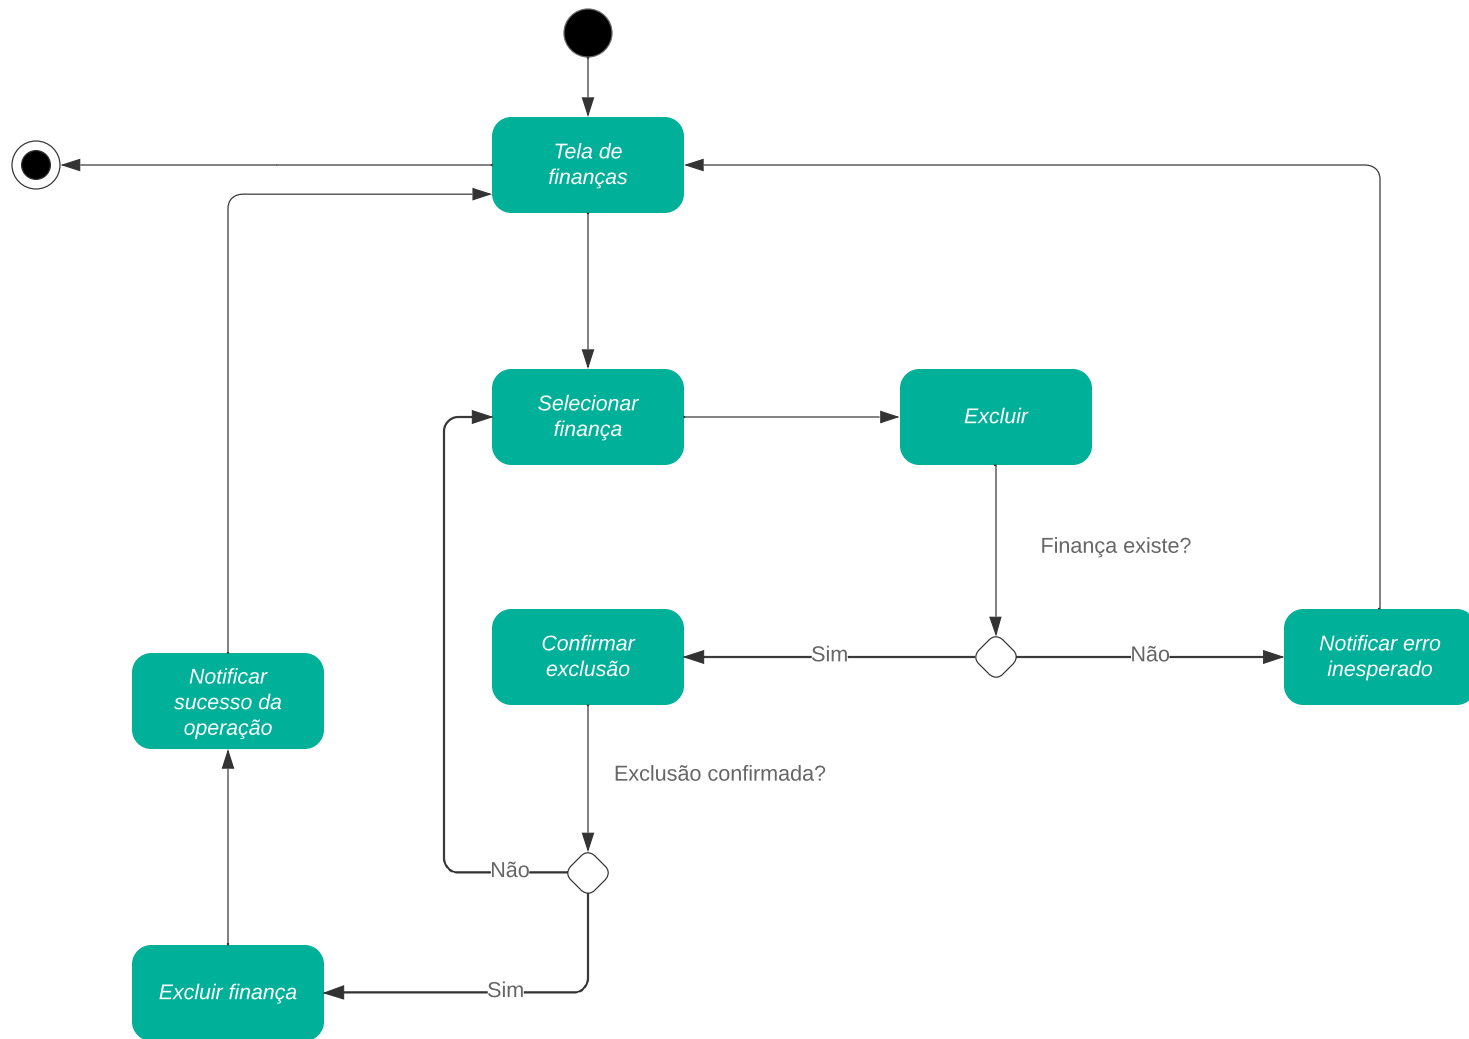 Tela de
finanças
Selecionar
finança
Excluir
Finança existe?
Confirmar
exclusão
Sim
Não
Notificar erro
inesperado
Notificar
sucesso da
operação
Exclusão confirmada?
Não
Sim
Excluir finança